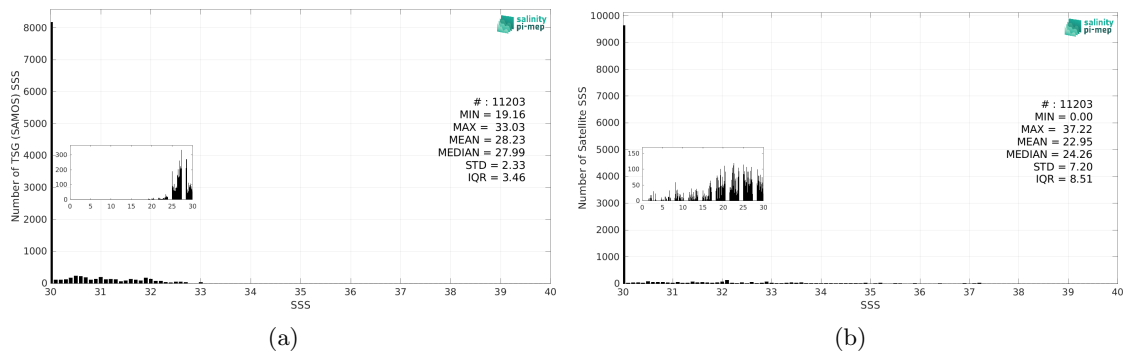 salinity
pi-mep
Number of TSG (SAMOS) SSS
8000
7000
6000
5000
4000
3000
2000
1000
0
# : 11203
MIN = 19.16
MAX = 33.03
MEAN = 28.23
MEDIAN = 27.99
STD = 2.33
IQR = 3.46
300
200
100
0
0 5 10 15 20 25 30
30 31 32 33 34 35 36 37 38 39 40
SSS
(a)
salinity
pi-mep
Number of Satellite SSS
10000
9000
8000
7000
6000
5000
4000
3000
2000
1000
0
# : 11203
MIN = 0.00
MAX = 37.22
MEAN = 22.95
MEDIAN = 24.26
STD = 7.20
IQR = 8.51
150
100
50
0
0 5 10 15 20 25 30
30 31 32 33 34 35 36 37 38 39 40
SSS
(b)